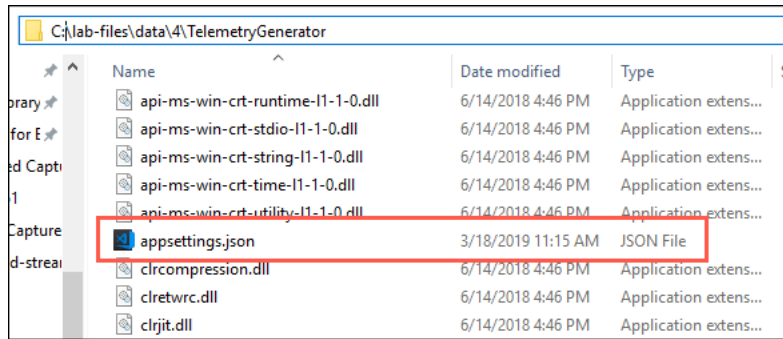 C:\lab-files\data\4\TelemetryGenerator
Name Date modified Type
api-ms-win-crt-runtime-l1-1-0.dll 6/14/2018 4:46 PM Application extens...
brary api-ms-win-crt-stdio-l1-1-0.dll 6/14/2018 4:46 PM Application extens...
for E api-ms-win-crt-string-l1-1-0.dll 6/14/2018 4:46 PM Application extens...
ed Captu api-ms-win-crt-time-l1-1-0.dll 6/14/2018 4:46 PM Application extens...
1 api-ms-win-crt-utility-l1-1-0.dll 6/14/2018 4:46 PM Application extens...
Capture appsettings.json 3/18/2019 11:15 AM JSON File
d-strea clrcompression.dll 6/14/2018 4:46 PM Application extens...
clretwrc.dll 6/14/2018 4:46 PM Application extens...
clrjit.dll 6/14/2018 4:46 PM Application extens...